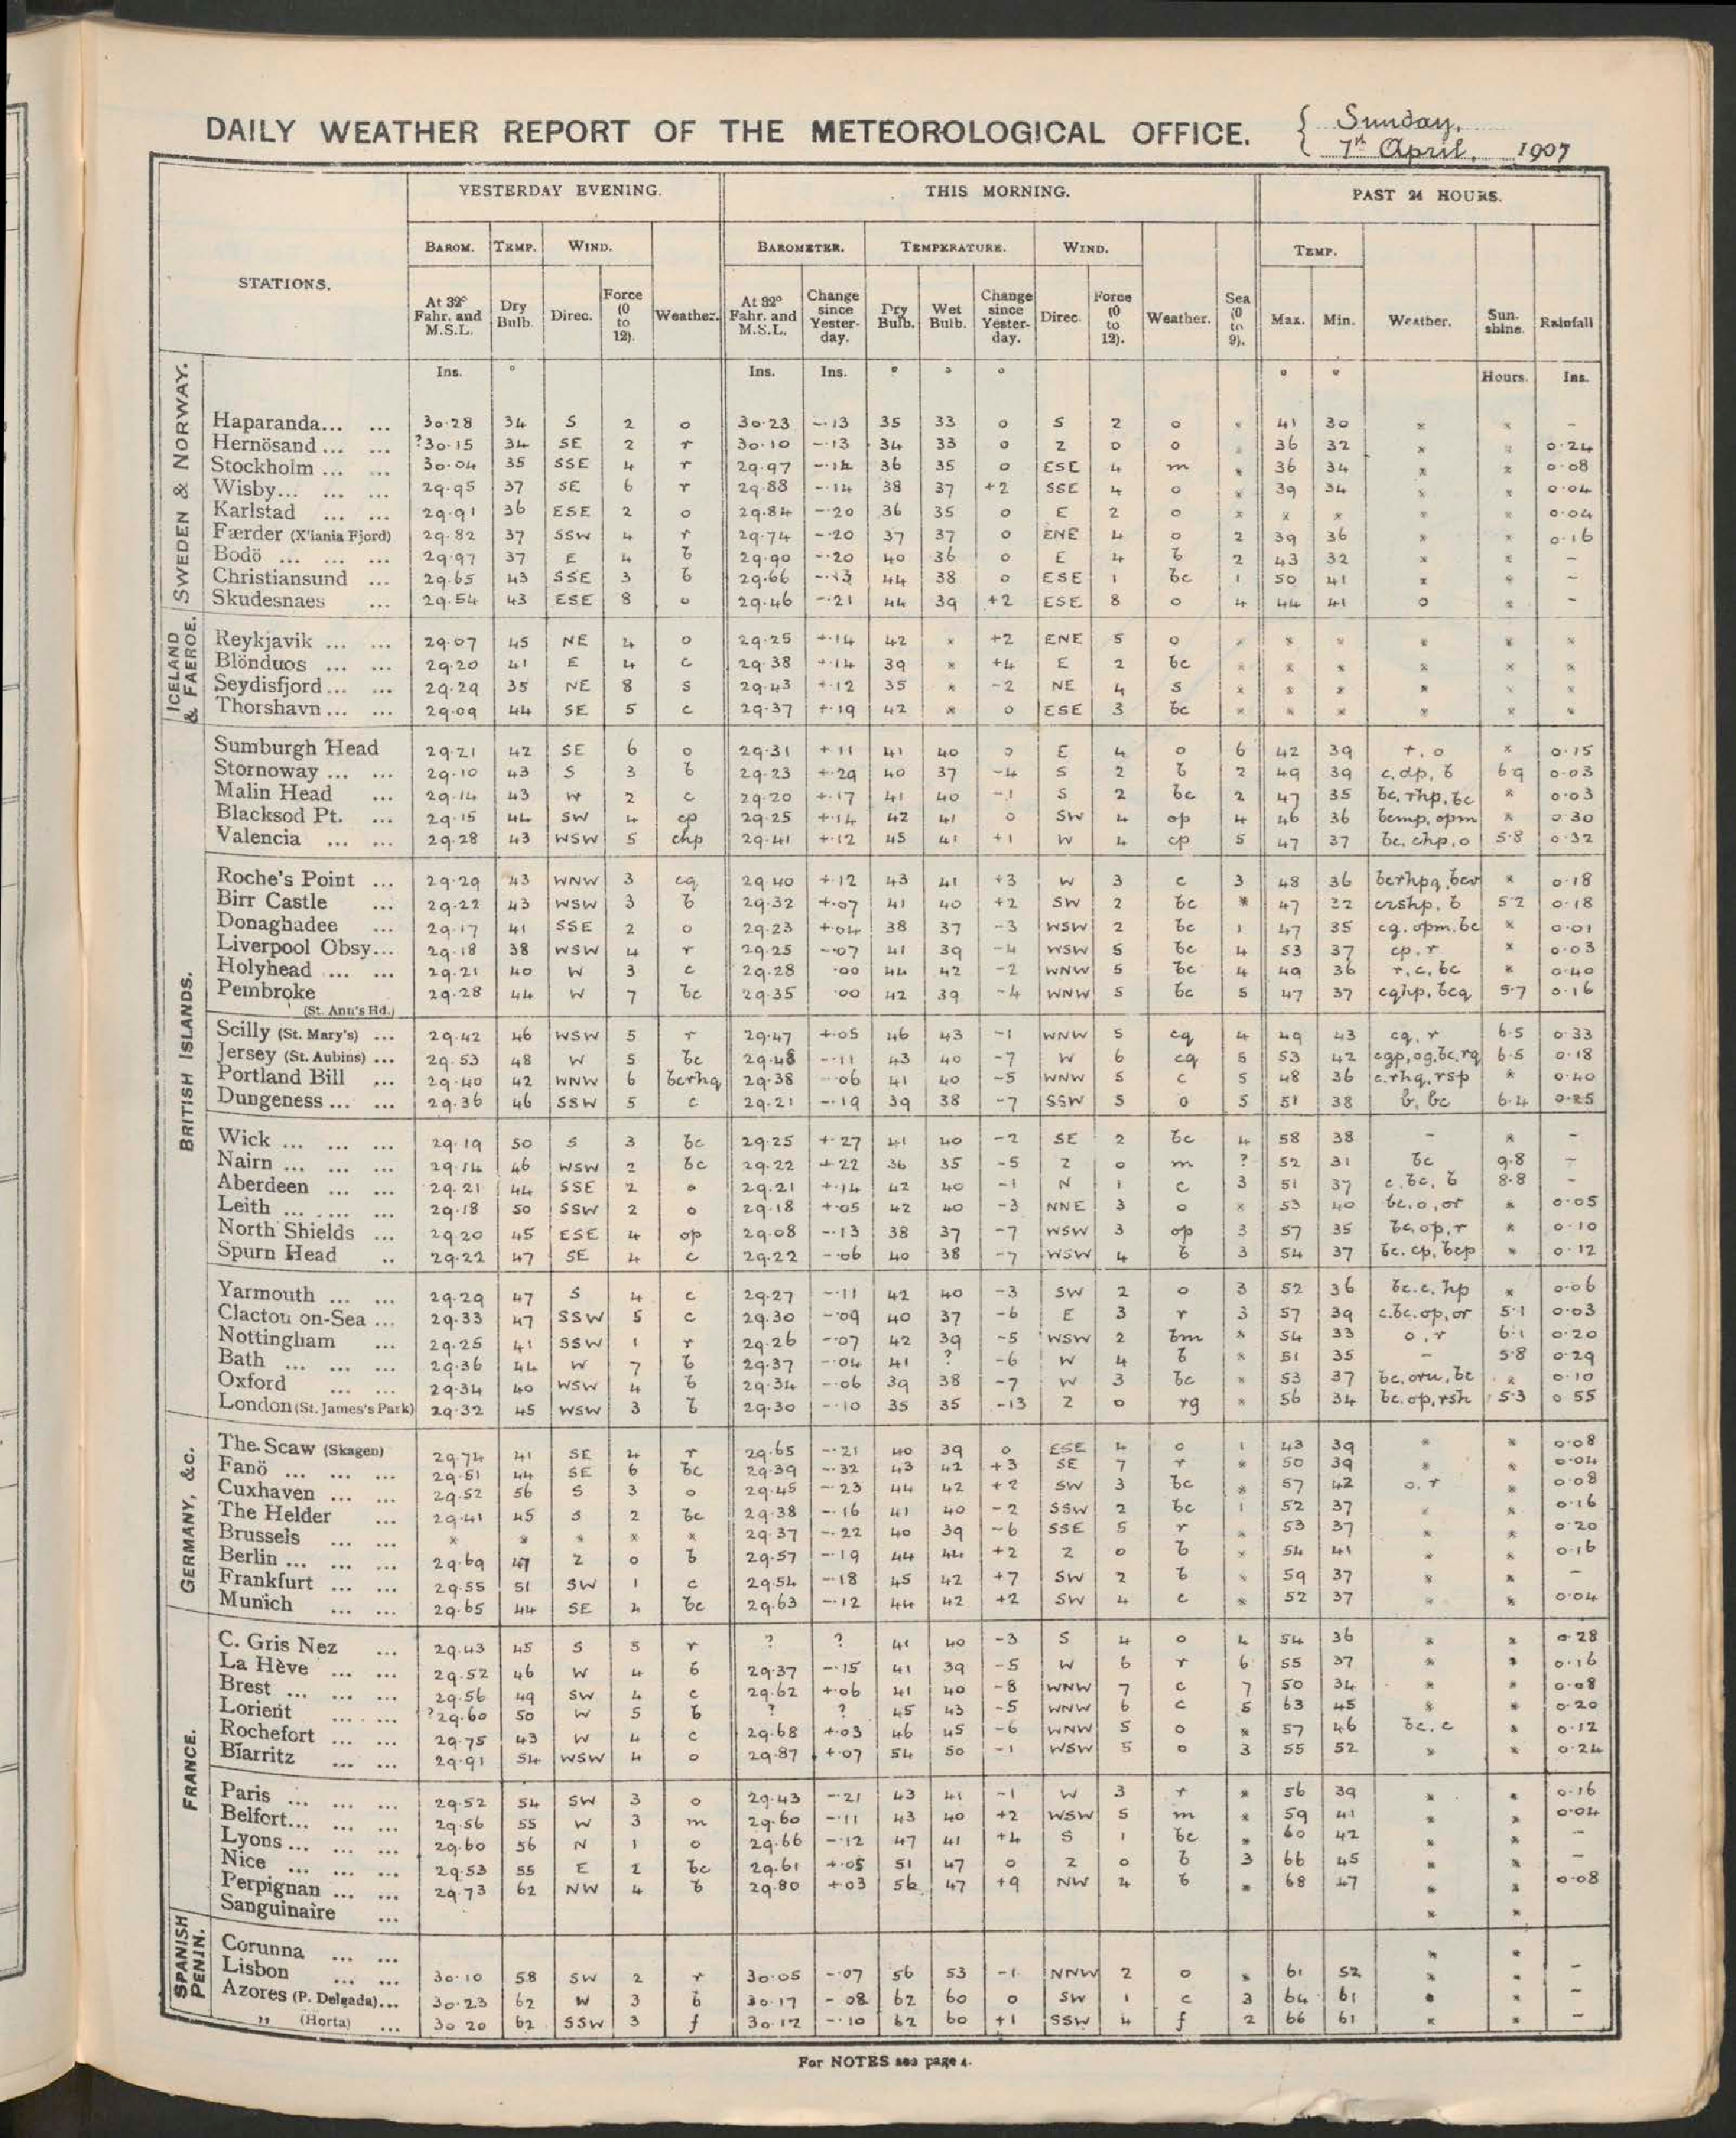 DAILY WEATHER REPORT OF THE METEOROLOGICAL OFFICE. { Sunday, 7th April, 1907
YESTERDAY EVENING. THIS MORNING. PAST 24 HOURS.
BAROM. TEMP. WIND. BAROMETER. TEMPERATURE. WIND. TEMP.
STATIONS. At 32° Fahr. and M.S.L. Dry Bulb. Direc. Force (0 to 12). Weather. At 32° Fahr. and M.S.L. Change since Yesterday. Dry Bulb. Wet Bulb. Change since Yesterday. Direc. Force (0 to 12). Weather. Sea (0 to 9). Max. Min. Weather. Sunshine. Rainfall
Ins. ° Ins. Ins. ° ° ° ° ° Hours. Ins.
SWEDEN & NORWAY.
Haparanda... ... 30·28 34 S 2 o 30·23 -·13 35 33 0 S 2 o * 41 30 * * -
Hernösand ... ... ?30·15 34 SE 2 r 30·10 -·13 34 33 0 Z 0 o * 36 32 * * 0·24
Stockholm ... ... 30·04 35 SSE 4 r 29·97 -·14 36 35 0 ESE 4 m * 36 34 * * 0·08
Wisby... ... ... 29·95 37 SE 6 r 29·88 -·14 38 37 +2 SSE 4 o * 39 34 * * 0·04
Karlstad ... ... 29·91 36 ESE 2 o 29·84 -·20 36 35 0 E 2 o * * * * * 0·04
Færder (X'iania Fjord) 29·82 37 SSW 4 r 29·74 -·20 37 37 0 ENE 4 o 2 39 36 * * 0·16
Bodö ... ... ... 29·97 37 E 4 b 29·90 -·20 40 36 0 E 4 b 2 43 32 * * -
Christiansund ... 29·65 43 SSE 3 b 29·66 -·13 44 38 0 ESE 1 bc 1 50 41 * * -
Skudesnaes ... 29·54 43 ESE 8 o 29·46 -·21 44 39 +2 ESE 8 o 4 44 41 o * -
ICELAND & FAEROE.
Reykjavik ... ... 29·07 45 NE 4 o 29·25 +·14 42 * +2 ENE 5 o * * * * * *
Blönduos ... ... 29·20 41 E 4 c 29·38 +·14 39 * +4 E 2 bc * * * * * *
Seydisfjord... ... 29·29 35 NE 8 s 29·43 +·12 35 * -2 NE 4 s * * * * * *
Thorshavn ... ... 29·09 44 SE 5 c 29·37 +·19 42 * 0 ESE 3 bc * * * * * *
BRITISH ISLANDS.
Sumburgh Head 29·21 42 SE 6 o 29·31 +·11 41 40 0 E 4 o 6 42 39 r, o * 0·15
Stornoway ... ... 29·10 43 S 3 b 29·23 +·29 40 37 -4 S 2 b 2 49 39 c, dp, b 6·9 0·03
Malin Head ... 29·14 43 W 2 c 29·20 +·17 41 40 -1 S 2 bc 2 47 35 bc, rhp, bc * 0·03
Blacksod Pt. ... 29·15 44 SW 4 cp 29·25 +·14 42 41 0 SW 4 op 4 46 36 bcmp, opm * 0·30
Valencia ... ... 29·28 43 WSW 5 chp 29·41 +·12 45 41 +1 W 4 cp 5 47 37 bc, chp, o 5·8 0·32
Roche's Point ... 29·29 43 WNW 3 cq 29·40 +·12 43 41 +3 W 3 c 3 48 36 bcrhpq, bcv * 0·18
Birr Castle ... 29·22 43 WSW 3 b 29·32 +·07 41 40 +2 SW 2 bc * 47 32 crshp, b 5·2 0·18
Donaghadee ... 29·17 41 SSE 2 o 29·23 +·04 38 37 -3 WSW 2 bc 1 47 35 cg, opm, bc * 0·01
Liverpool Obsy... 29·18 38 WSW 4 r 29·25 -·07 41 39 -4 WSW 5 bc 4 53 37 cp, r * 0·03
Holyhead ... ... 29·21 40 W 3 c 29·28 ·00 44 42 -2 WNW 5 bc 4 49 36 r, c, bc * 0·40
Pembroke (St. Ann's Hd.) 29·28 44 W 7 bc 29·35 ·00 42 39 -4 WNW 5 bc 5 47 37 cqhp, bcq 5·7 0·16
Scilly (St. Mary's) ... 29·42 46 WSW 5 r 29·47 +·05 46 43 -1 WNW 5 cq 4 49 43 cq, r 6·5 0·33
Jersey (St. Aubins) ... 29·53 48 W 5 bc 29·48 -·11 43 40 -7 W 6 cq 5 53 42 cgp, og, bc, rq 6·5 0·18
Portland Bill ... 29·40 42 WNW 6 bcrhq 29·38 -·06 41 40 -5 WNW 5 c 5 48 36 c, rhq, rsp * 0·40
Dungeness ... ... 29·36 46 SSW 5 c 29·21 -·19 39 38 -7 SSW 5 o 5 51 38 b, bc 6·4 0·25
Wick ... ... ... 29·19 50 S 3 bc 29·25 +·27 41 40 -2 SE 2 bc 4 58 38 - * -
Nairn ... ... ... 29·14 46 WSW 2 bc 29·22 +·22 36 35 -5 Z 0 m ? 52 31 bc 9·8 -
Aberdeen ... ... 29·21 44 SSE 2 o 29·21 +·14 42 40 -1 N 1 c 3 51 37 c, bc, b 8·8 -
Leith ... ... ... 29·18 50 SSW 2 o 29·18 +·05 42 40 -3 NNE 3 o * 53 40 bc, o, or * 0·05
North Shields ... 29·20 45 ESE 4 op 29·08 -·13 38 37 -7 WSW 3 op 3 57 35 bc, op, r * 0·10
Spurn Head .. 29·22 47 SE 4 c 29·22 -·06 40 38 -7 WSW 4 b 3 54 37 bc, cp, bcp * 0·12
Yarmouth ... ... 29·29 47 S 4 c 29·27 -·11 42 40 -3 SW 2 o 3 52 36 bc, c, hp * 0·06
Clacton on-Sea ... 29·33 47 SSW 5 c 29·30 -·09 40 37 -6 E 3 r 3 57 39 c, bc, op, or 5·1 0·03
Nottingham ... 29·25 41 SSW 1 r 29·26 -·07 42 39 -5 WSW 2 bm * 54 33 o, r 6·1 0·20
Bath ... ... ... 29·36 44 W 7 b 29·37 -·04 41 ? -6 W 4 b * 51 35 - 5·8 0·29
Oxford ... ... 29·34 40 WSW 4 b 29·34 -·06 39 38 -7 W 3 bc * 53 37 bc, oru, bc * 0·10
London (St. James's Park) 29·32 45 WSW 3 b 29·30 -·10 35 35 -13 Z 0 rg * 56 34 bc, op, rsh 5·3 0·55
GERMANY, &c.
The Scaw (Skagen) 29·74 41 SE 4 r 29·65 -·21 40 39 0 ESE 4 o 1 43 39 * * 0·08
Fanö ... ... ... 29·51 44 SE 6 bc 29·39 -·32 43 42 +3 SE 7 r * 50 39 * * 0·04
Cuxhaven ... ... 29·52 56 S 3 o 29·45 -·23 44 42 +2 SW 3 bc * 57 42 o, r * 0·08
The Helder ... 29·41 45 S 2 bc 29·38 -·16 41 40 -2 SSW 2 bc 1 52 37 * * 0·16
Brussels ... ... * * * * * 29·37 -·22 40 39 -6 SSE 5 r * 53 37 * * 0·20
Berlin ... ... ... 29·69 47 Z 0 b 29·57 -·19 44 44 +2 Z 0 b * 54 41 * * 0·16
Frankfurt ... ... 29·55 51 SW 1 c 29·54 -·18 45 42 +7 SW 2 b * 59 37 * * -
Munich ... ... 29·65 44 SE 4 bc 29·63 -·12 44 42 +2 SW 4 c * 52 37 * * 0·04
FRANCE.
C. Gris Nez ... 29·43 45 S 5 r ? ? 41 40 -3 S 4 o 4 54 36 * * 0·28
La Hève ... ... 29·52 46 W 4 b 29·37 -·15 41 39 -5 W 6 r 6 55 37 * * 0·16
Brest ... ... ... 29·56 49 SW 4 c 29·62 +·06 41 40 -8 WNW 7 c 7 50 34 * * 0·08
Lorient ... ... ?29·60 50 W 5 b ? ? 45 43 -5 WNW 6 c 5 63 45 * * 0·20
Rochefort ... ... 29·75 43 W 4 c 29·68 +·03 46 45 -6 WNW 5 o * 57 46 bc, c * 0·12
Biarritz ... ... 29·91 54 WSW 4 o 29·87 +·07 54 50 -1 WSW 5 o 3 55 52 * * 0·24
Paris ... ... ... 29·52 54 SW 3 o 29·43 -·21 43 41 -1 W 3 r * 56 39 * * 0·16
Belfort... ... ... 29·56 55 W 3 m 29·60 -·11 43 40 +2 WSW 5 m * 59 41 * * 0·04
Lyons ... ... ... 29·60 56 N 1 o 29·66 -·12 47 41 +4 S 1 bc * 60 42 * * -
Nice ... ... ... 29·53 55 E 2 bc 29·61 +·05 51 47 0 Z 0 b 3 66 45 * * -
Perpignan ... ... 29·73 62 NW 4 b 29·80 +·03 56 47 +9 NW 4 b * 68 47 * * 0·08
Sanguinaire ... * *
SPANISH PENIN.
Corunna ... ... * *
Lisbon ... ... 30·10 58 SW 2 r 30·05 -·07 56 53 -1 NNW 2 o * 61 52 * * -
Azores (P. Delgada)... 30·23 62 W 3 b 30·17 -·08 62 60 0 SW 1 c 3 64 61 * * -
" (Horta) ... 30·20 62 SSW 3 f 30·12 -·10 62 60 +1 SSW 4 f 2 66 61 * * -
For NOTES see page 4.